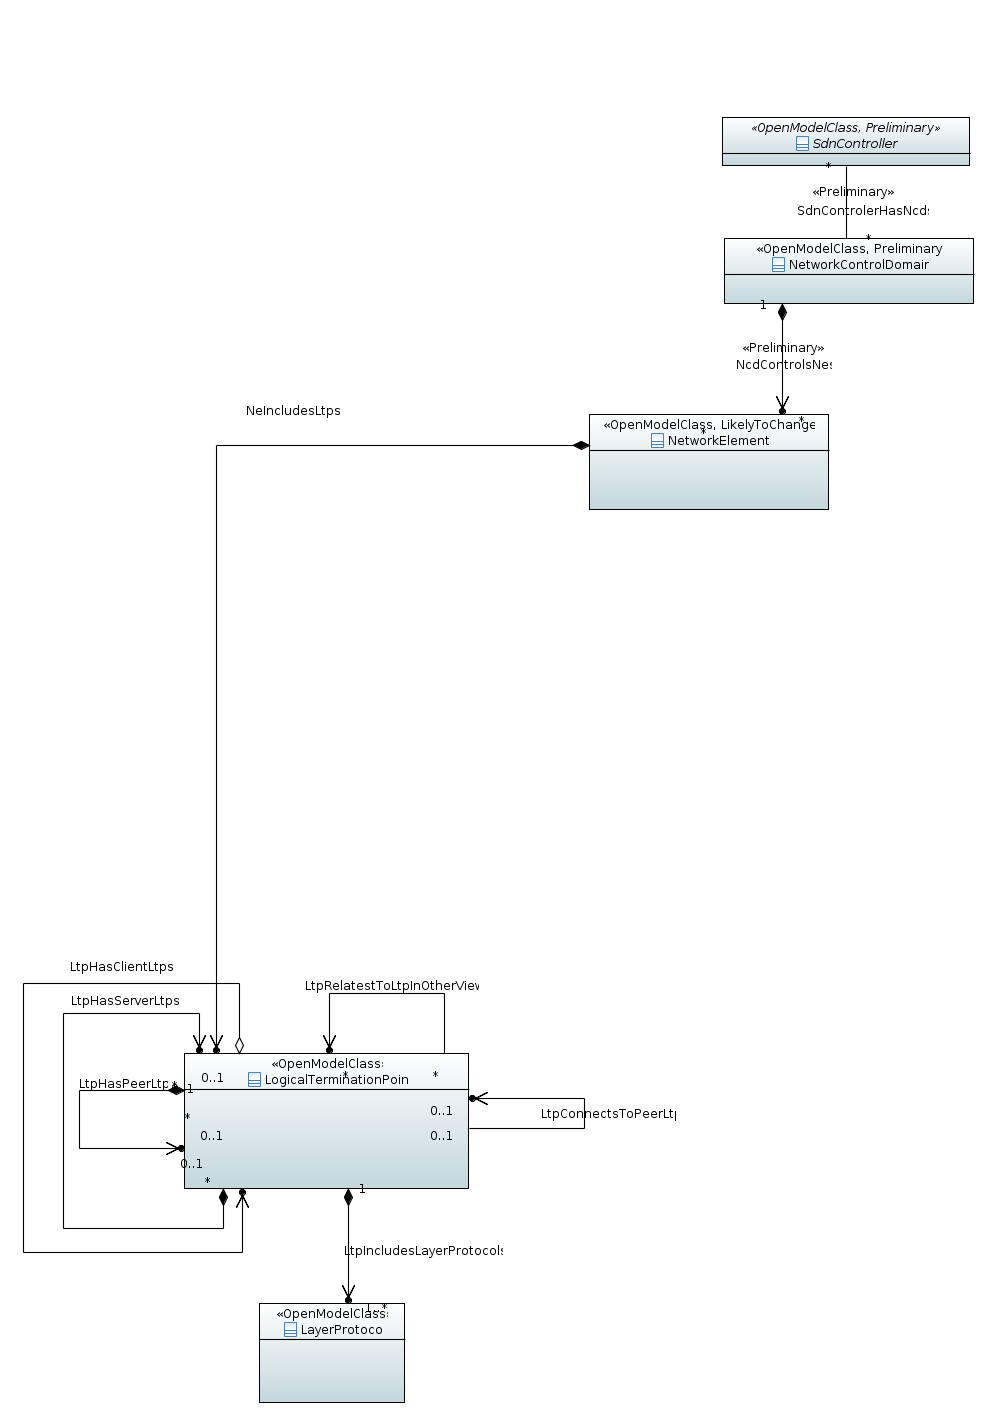 «OpenModelClass, Preliminary»
SdnController
*
«Preliminary»
SdnControlerHasNcds
*
«OpenModelClass, Preliminary
NetworkControlDomair
1
«Preliminary»
NcdControlsNes
*
NeIncludesLtps
«OpenModelClass, LikelyToChange
*
NetworkElement
LtpHasClientLtps
LtpRelatestToLtpInOtherView
LtpHasServerLtps
«OpenModelClass:
LogicalTerminationPoin
0..1
*
*
LtpHasPeerLtp
*
1
*
0..1
LtpConnectsToPeerLtp
0..1
0..1
0..1
*
1
LtpIncludesLayerProtocols
1..*
«OpenModelClass:
LayerProtoco